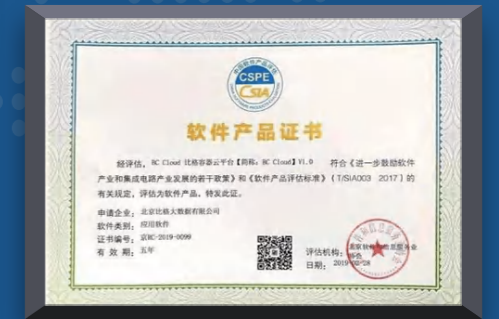 CSPE
CSIA
软件产品证书
经评估，BC Cloud 比格容器云平台【简称：BC Cloud】V1.0 符合《进一步鼓励软件
产业和集成电路产业发展的若干政策》和《软件产品评估标准》（T/SIA003 2017）的
有关规定，评估为软件产品，特发此证。
申请企业：北京比格大数据有限公司
软件类别：应用软件
证书编号：京RC-2019-0099
有 效 期：五年
评估机构：
日期：2019-02-28